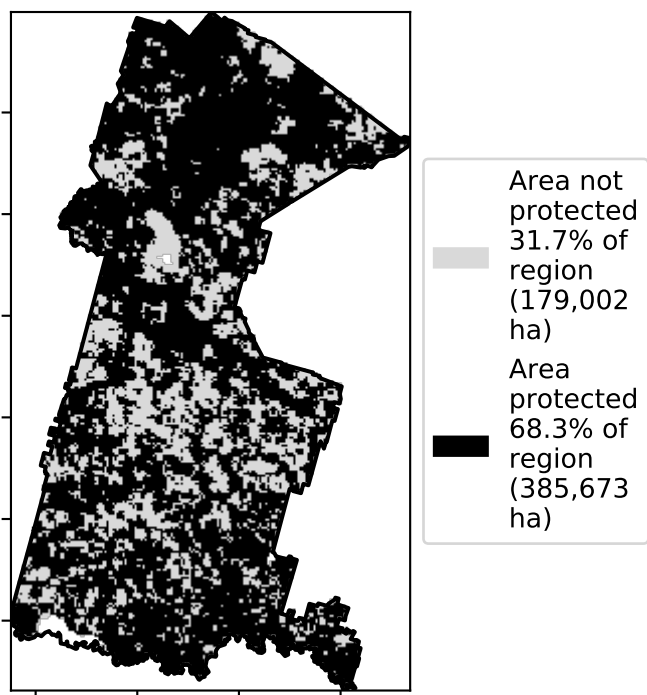 Area not
protected
31.7% of
region
(179,002
ha)
Area
protected
68.3% of
region
(385,673
ha)